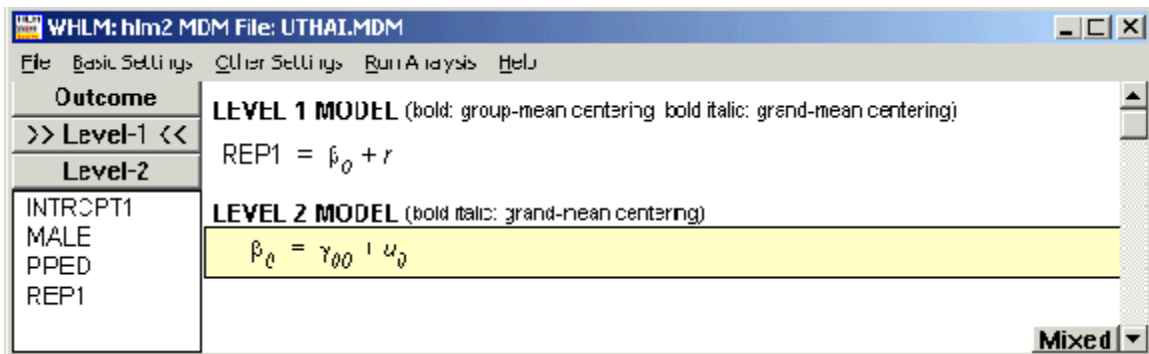 WHLM: hlm2 MDM File: UTHAI.MDM
File Basic Settings Other Settings Run Analysis Help
Outcome
>> Level-1 <<
Level-2
INTRCPT1
MALE
PPED
REP1
LEVEL 1 MODEL (bold: group-mean centering; bold italic: grand-mean centering)
REP1 = β₀ + r
LEVEL 2 MODEL (bold italic: grand-mean centering)
β₀ = γ₀₀ + u₀
Mixed